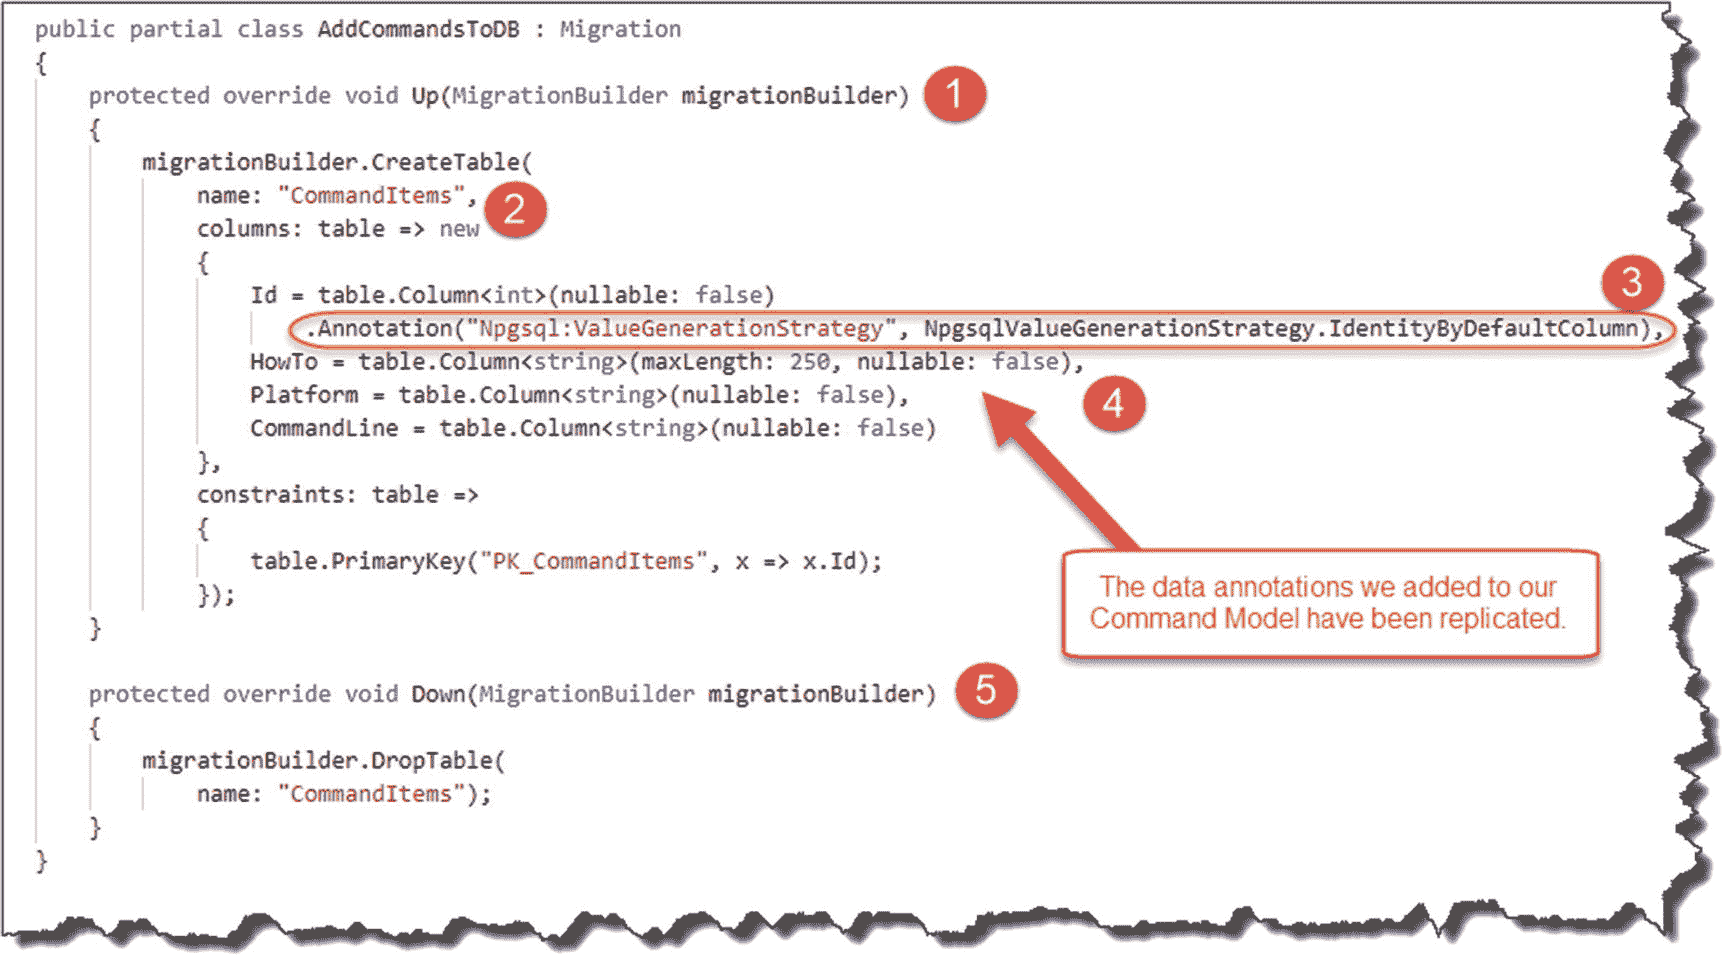 public partial class AddCommandsToDB : Migration
{
protected override void Up(MigrationBuilder migrationBuilder) 1
{
migrationBuilder.CreateTable(
name: "CommandItems",
2
columns: table => new
{
Id = table.Column<int>(nullable: false)
3
.Annotation("Npgsql:ValueGenerationStrategy", NpgsqlValueGenerationStrategy.IdentityByDefaultColumn),
HowTo = table.Column<string>(maxLength: 250, nullable: false),
Platform = table.Column<string>(nullable: false),
4
CommandLine = table.Column<string>(nullable: false)
},
constraints: table =>
{
table.PrimaryKey("PK_CommandItems", x => x.Id);
});
The data annotations we added to our
Command Model have been replicated.
}
protected override void Down(MigrationBuilder migrationBuilder) 5
{
migrationBuilder.DropTable(
name: "CommandItems");
}
}